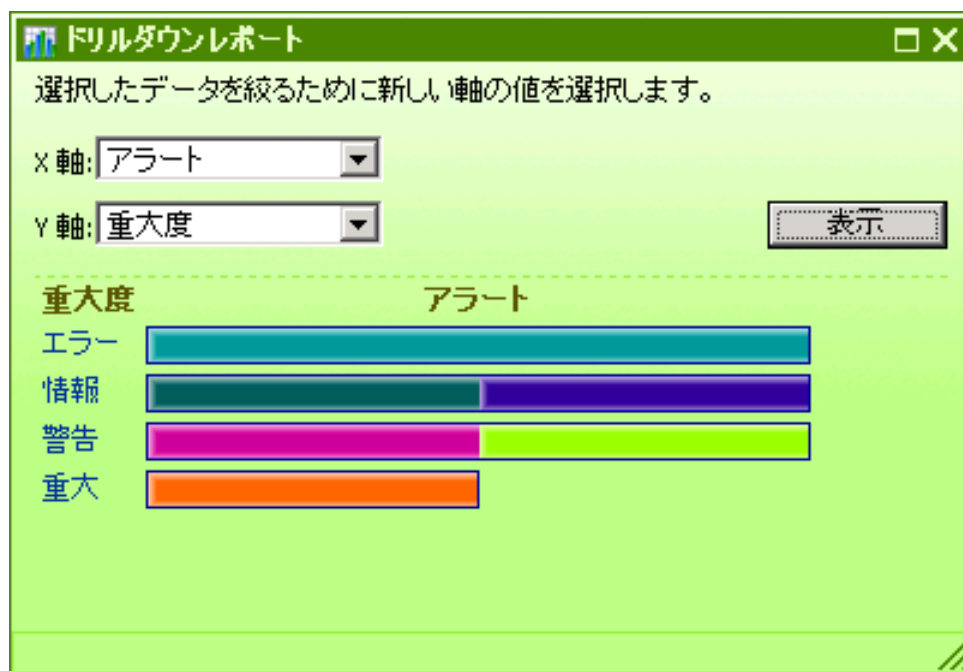 ドリルダウンレポート
選択したデータを絞るために新しい軸の値を選択します。
X 軸: アラート
Y 軸: 重大度
表示
重大度 アラート
エラー
情報
警告
重大